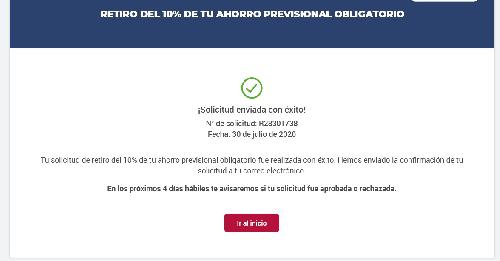 RETIRO DEL 10% DE TU AHORRO PREVISIONAL OBLIGATORIO
¡Solicitud enviada con éxito!
N° de solicitud: R28301738
Fecha: 30 de julio de 2020
Tu solicitud de retiro del 10% de tu ahorro previsional obligatorio fue realizada con éxito. Hemos enviado la confirmación de tu
solicitud a tu correo electrónico.
En los próximos 4 días hábiles te avisaremos si tu solicitud fue aprobada o rechazada.
Ir al inicio